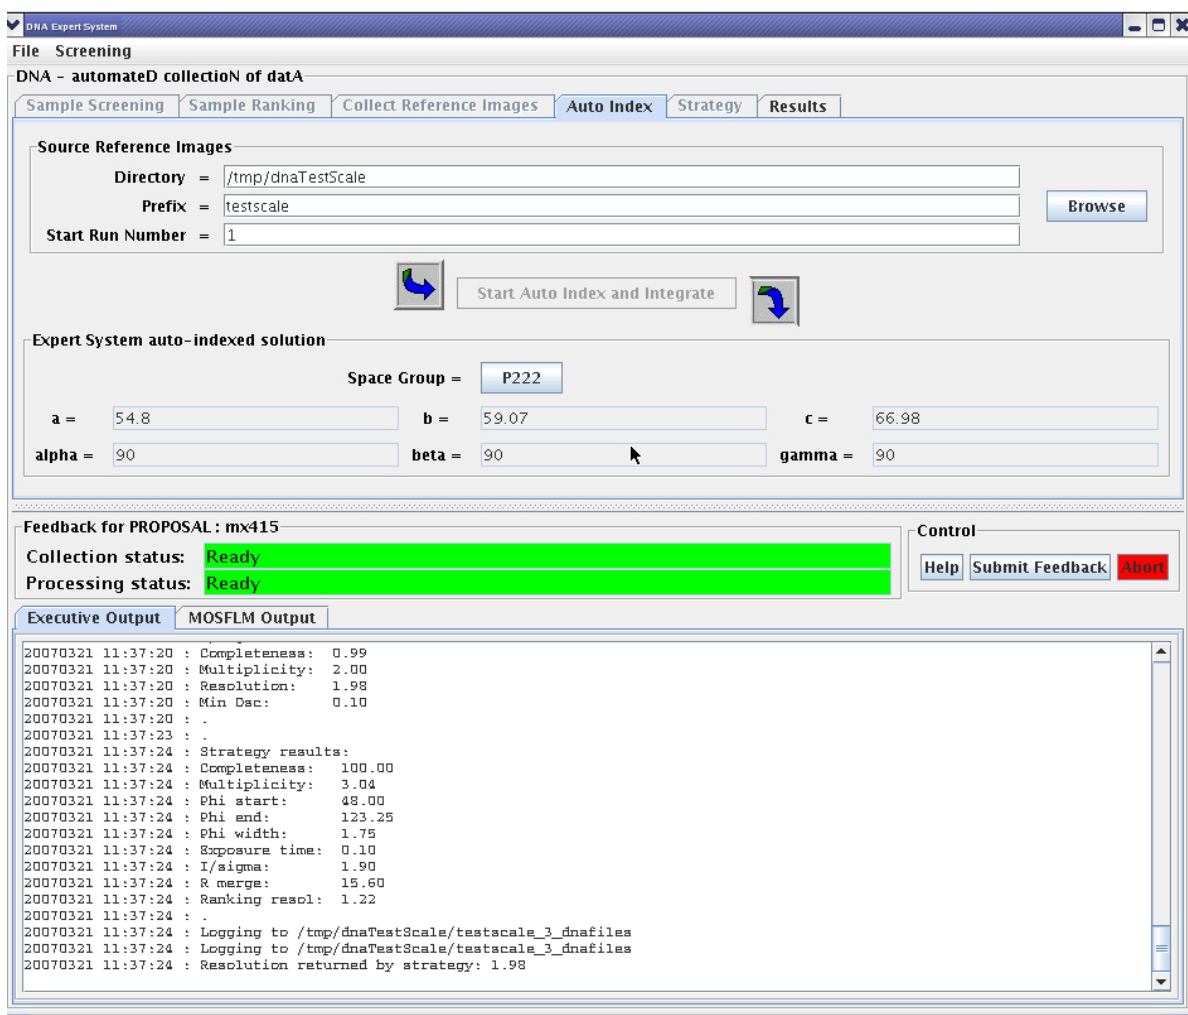 DNA Expert System
File Screening
DNA - automateD collectioN of datA
Sample Screening Sample Ranking Collect Reference Images Auto Index Strategy Results
Source Reference Images
Directory = /tmp/dnaTestScale
Prefix = testscale
Browse
Start Run Number = 1
Start Auto Index and Integrate
Expert System auto-indexed solution
Space Group = P222
a = 54.8 b = 59.07 c = 66.98
alpha = 90 beta = 90 gamma = 90
Feedback for PROPOSAL : mx415
Control
Collection status: Ready
Help Submit Feedback Abort
Processing status: Ready
Executive Output MOSFLM Output
20070321 11:37:20 : Completeness: 0.99
20070321 11:37:20 : Multiplicity: 2.00
20070321 11:37:20 : Resolution: 1.98
20070321 11:37:20 : Min Osc: 0.10
20070321 11:37:20 : .
20070321 11:37:23 : .
20070321 11:37:24 : Strategy results:
20070321 11:37:24 : Completeness: 100.00
20070321 11:37:24 : Multiplicity: 3.04
20070321 11:37:24 : Phi start: 48.00
20070321 11:37:24 : Phi end: 123.25
20070321 11:37:24 : Phi width: 1.75
20070321 11:37:24 : Exposure time: 0.10
20070321 11:37:24 : I/sigma: 1.90
20070321 11:37:24 : R merge: 15.60
20070321 11:37:24 : Ranking resol: 1.22
20070321 11:37:24 : .
20070321 11:37:24 : Logging to /tmp/dnaTestScale/testscale_3_dnafiles
20070321 11:37:24 : Logging to /tmp/dnaTestScale/testscale_3_dnafiles
20070321 11:37:24 : Resolution returned by strategy: 1.98